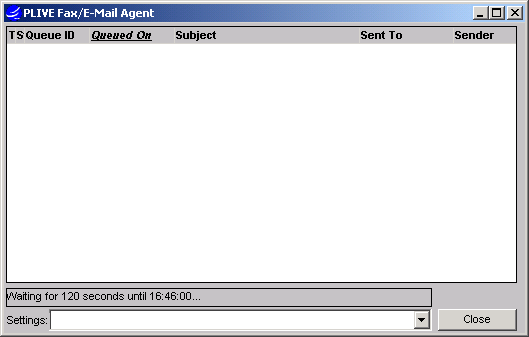 PLIVE Fax/E-Mail Agent
TS Queue ID Queued On Subject Sent To Sender
Waiting for 120 seconds until 16:46:00...
Settings: Close